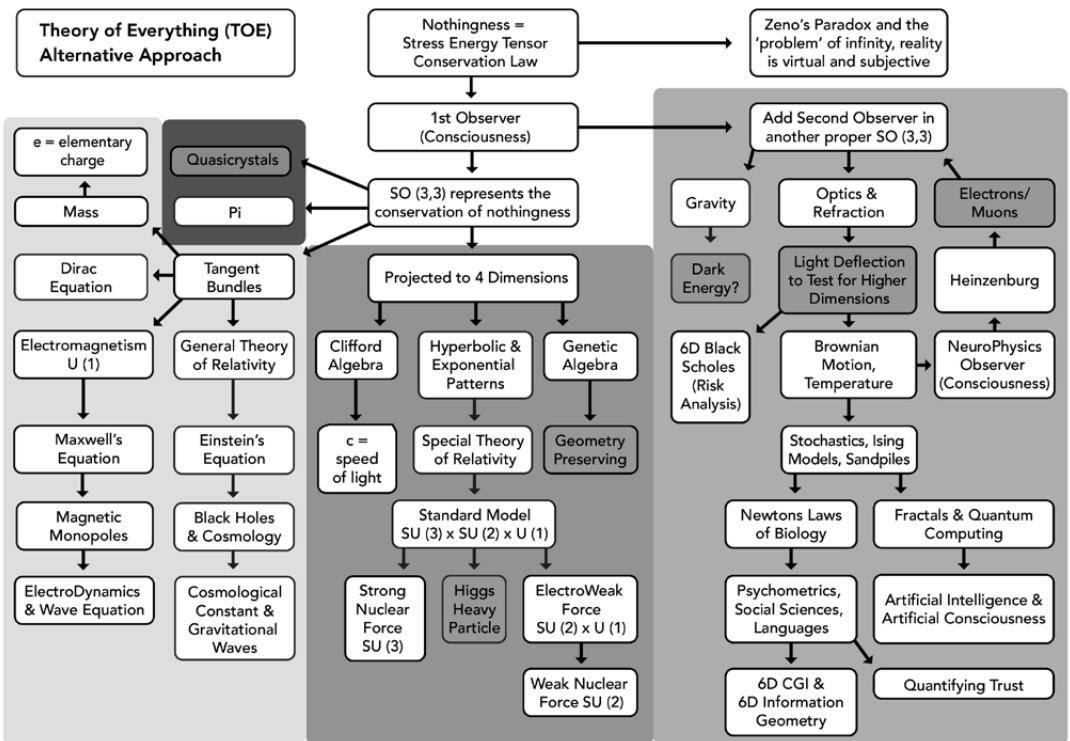 Theory of Everything (TOE)
Alternative Approach
Nothingness =
Stress Energy Tensor
Conservation Law
Zeno's Paradox and the
'problem' of infinity, reality
is virtual and subjective
1st Observer
(Consciousness)
Add Second Observer in
another proper SO (3,3)
e = elementary
charge
Mass
Quasicrystals
Pi
SO (3,3) represents the
conservation of nothingness
Dirac
Equation
Tangent
Bundles
Electromagnetism
U (1)
General Theory
of Relativity
Maxwell's
Equation
Einstein's
Equation
Magnetic
Monopoles
Black Holes
& Cosmology
ElectroDynamics
& Wave Equation
Cosmological
Constant &
Gravitational
Waves
Projected to 4 Dimensions
Clifford
Algebra
Hyperbolic &
Exponential
Patterns
Genetic
Algebra
c =
speed
of light
Special Theory
of Relativity
Geometry
Preserving
Standard Model
SU (3) x SU (2) x U (1)
Strong
Nuclear
Force
SU (3)
Higgs
Heavy
Particle
ElectroWeak
Force
SU (2) x U (1)
Weak Nuclear
Force SU (2)
Gravity
Optics &
Refraction
Electrons/
Muons
Dark
Energy?
Light Deflection
to Test for Higher
Dimensions
Heinzenburg
6D Black
Scholes
(Risk
Analysis)
Brownian
Motion,
Temperature
NeuroPhysics
Observer
(Consciousness)
Stochastics, Ising
Models, Sandpiles
Newtons Laws
of Biology
Fractals & Quantum
Computing
Psychometrics,
Social Sciences,
Languages
Artificial Intelligence &
Artificial Consciousness
6D CGI &
6D Information
Geometry
Quantifying Trust